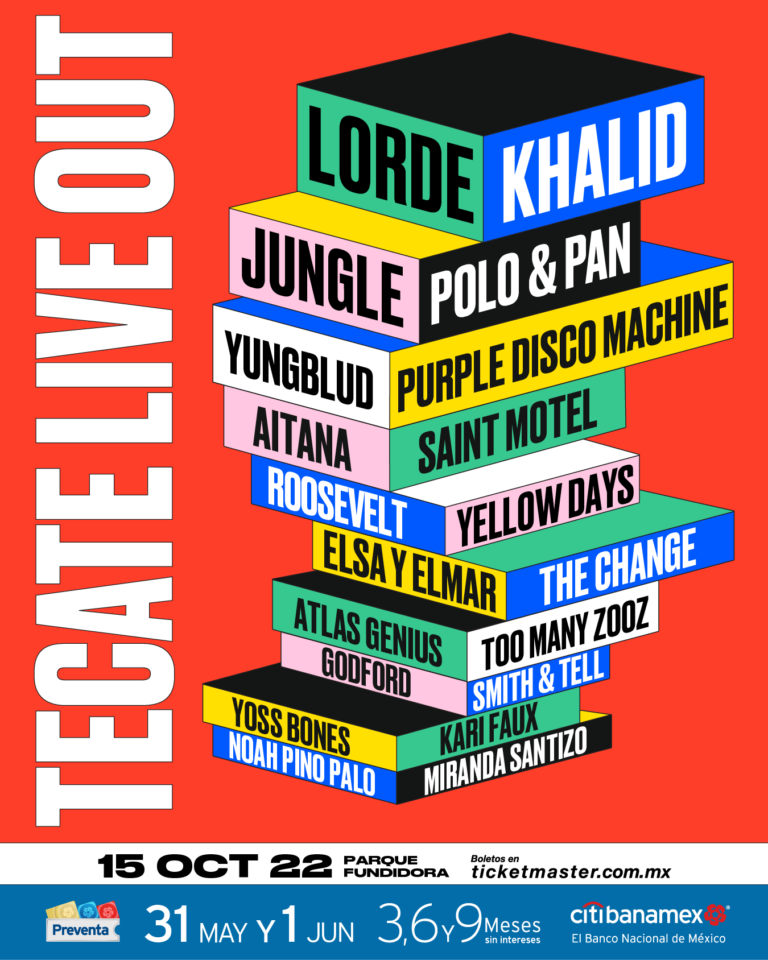 TECATE LIVE OUT
LORDE
KHALID
JUNGLE
POLO & PAN
YUNGBLUD
PURPLE DISCO MACHINE
AITANA
SAINT MOTEL
ROOSEVELT
YELLOW DAYS
ELSA Y ELMAR
THE CHANGE
ATLAS GENIUS
TOO MANY ZOOZ
GODFORD
SMITH & TELL
YOSS BONES
KARI FAUX
NOAH PINO PALO
MIRANDA SANTIZO
15 OCT 22
PARQUE
FUNDIDORA
Boletos en
ticketmaster.com.mx
Preventa
31 MAY Y 1 JUN
3,6 Y 9 Meses
sin intereses
citibanamex®
El Banco Nacional de México